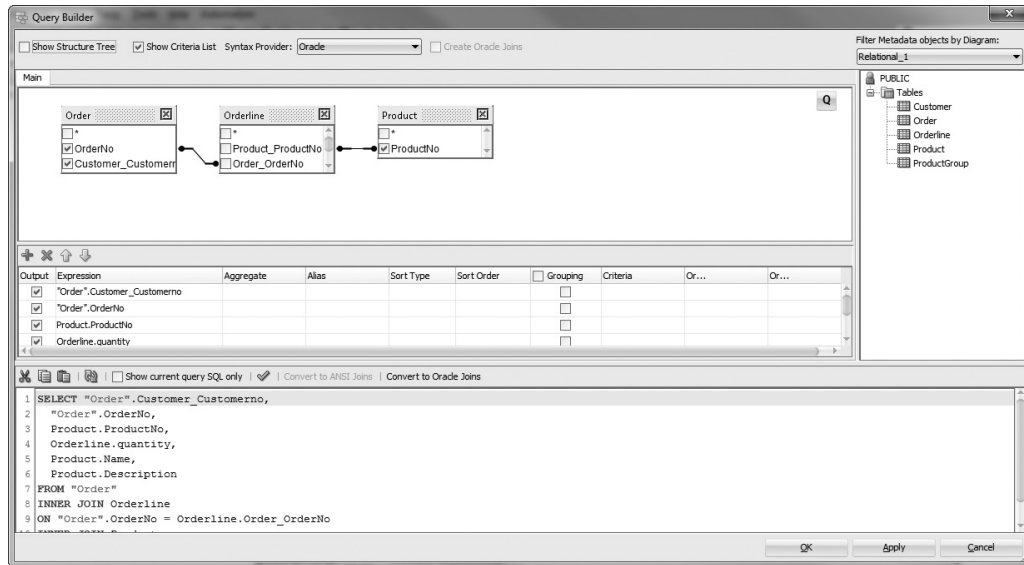 Query Builder
Show Structure Tree Show Criteria List Syntax Provider: Oracle Create Oracle Joins
Filter Metadata objects by Diagram:
Relational_1
Main
Q
Order
*
OrderNo
Customer_Customerr
Orderline
*
Product_ProductNo
Order_OrderNo
Product
*
ProductNo
PUBLIC
Tables
Customer
Order
Orderline
Product
ProductGroup
Output Expression Aggregate Alias Sort Type Sort Order Grouping Criteria Or... Or...
"Order".Customer_Customerno
"Order".OrderNo
Product.ProductNo
Orderline.quantity
Show current query SQL only Convert to ANSI Joins Convert to Oracle Joins
1 SELECT "Order".Customer_Customerno,
2 "Order".OrderNo,
3 Product.ProductNo,
4 Orderline.quantity,
5 Product.Name,
6 Product.Description
7 FROM "Order"
8 INNER JOIN Orderline
9 ON "Order".OrderNo = Orderline.Order_OrderNo
OK Apply Cancel